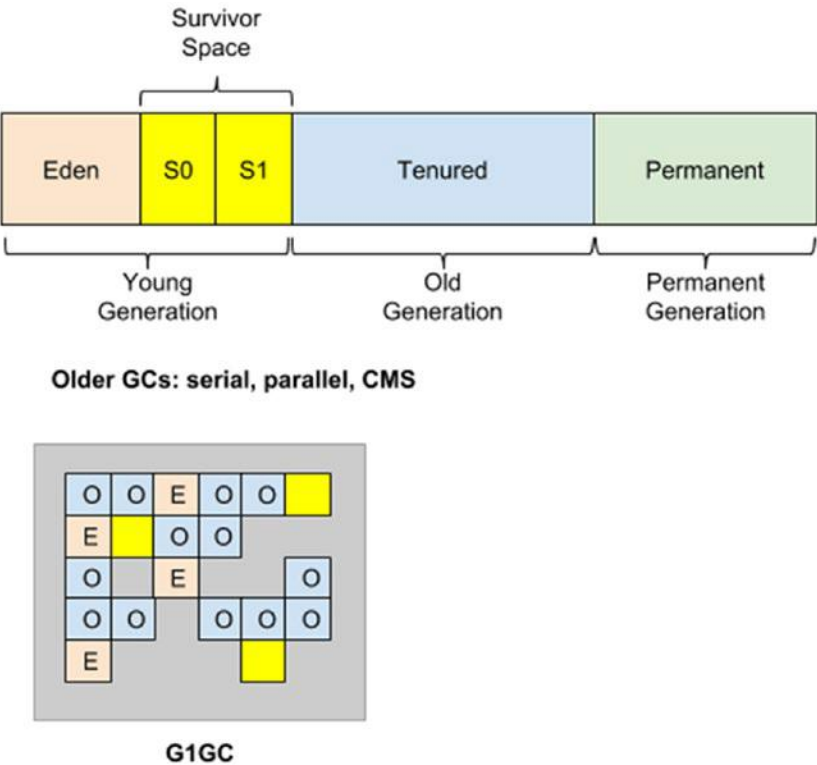 Survivor
Space
Eden S0 S1 Tenured Permanent
Young Generation
Old Generation
Permanent Generation
Older GCs: serial, parallel, CMS
O O E O O
E O O
O E O
O O O O O
E
G1GC